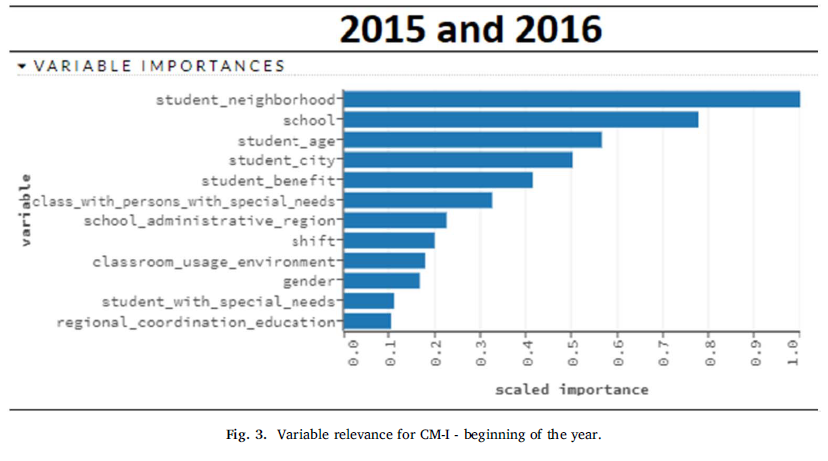 2015 and 2016
▾ VARIABLE IMPORTANCES
student_neighborhood
school
student_age
student_city
student_benefit
class_with_persons_with_special_needs
school_administrative_region
shift
classroom_usage_environment
gender
student_with_special_needs
regional_coordination_education
variable
0.0 0.1 0.2 0.3 0.4 0.5 0.6 0.7 0.8 0.9 1.0
scaled importance
Fig. 3. Variable relevance for CM-I - beginning of the year.